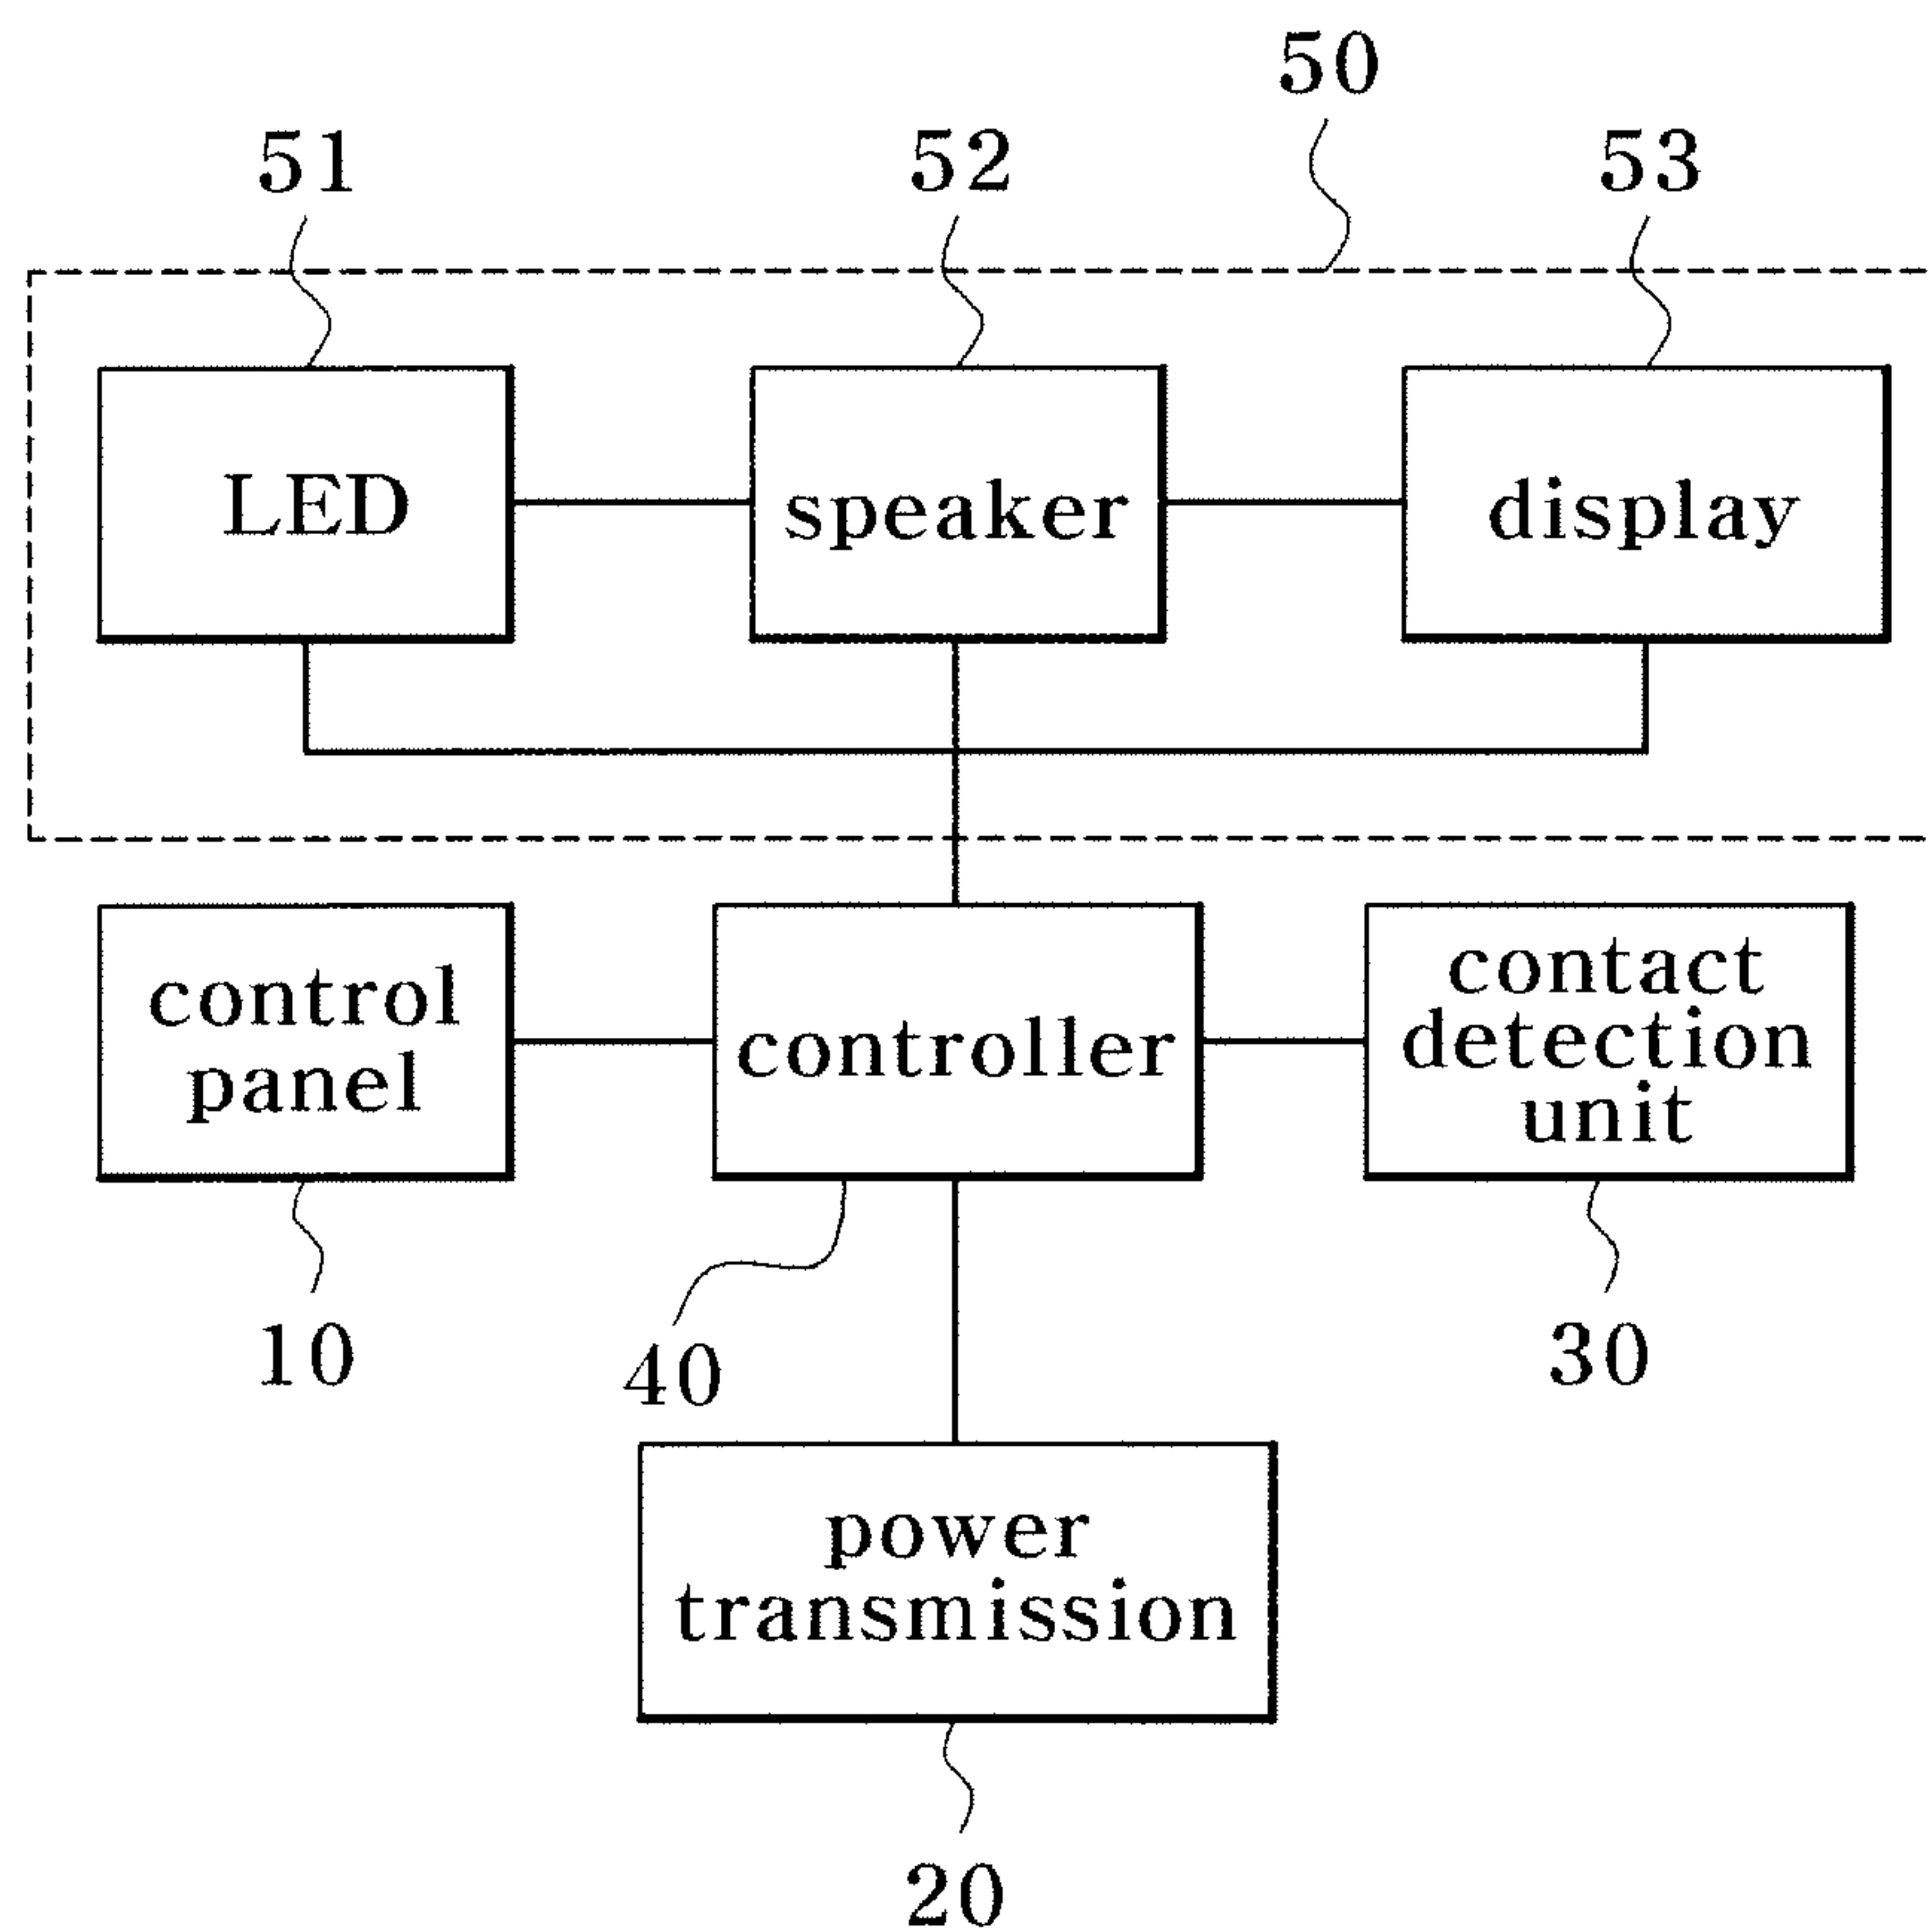 50
51
52
53
LED
speaker
display
control
panel
controller
contact
detection
unit
10
40
30
power
transmission
20